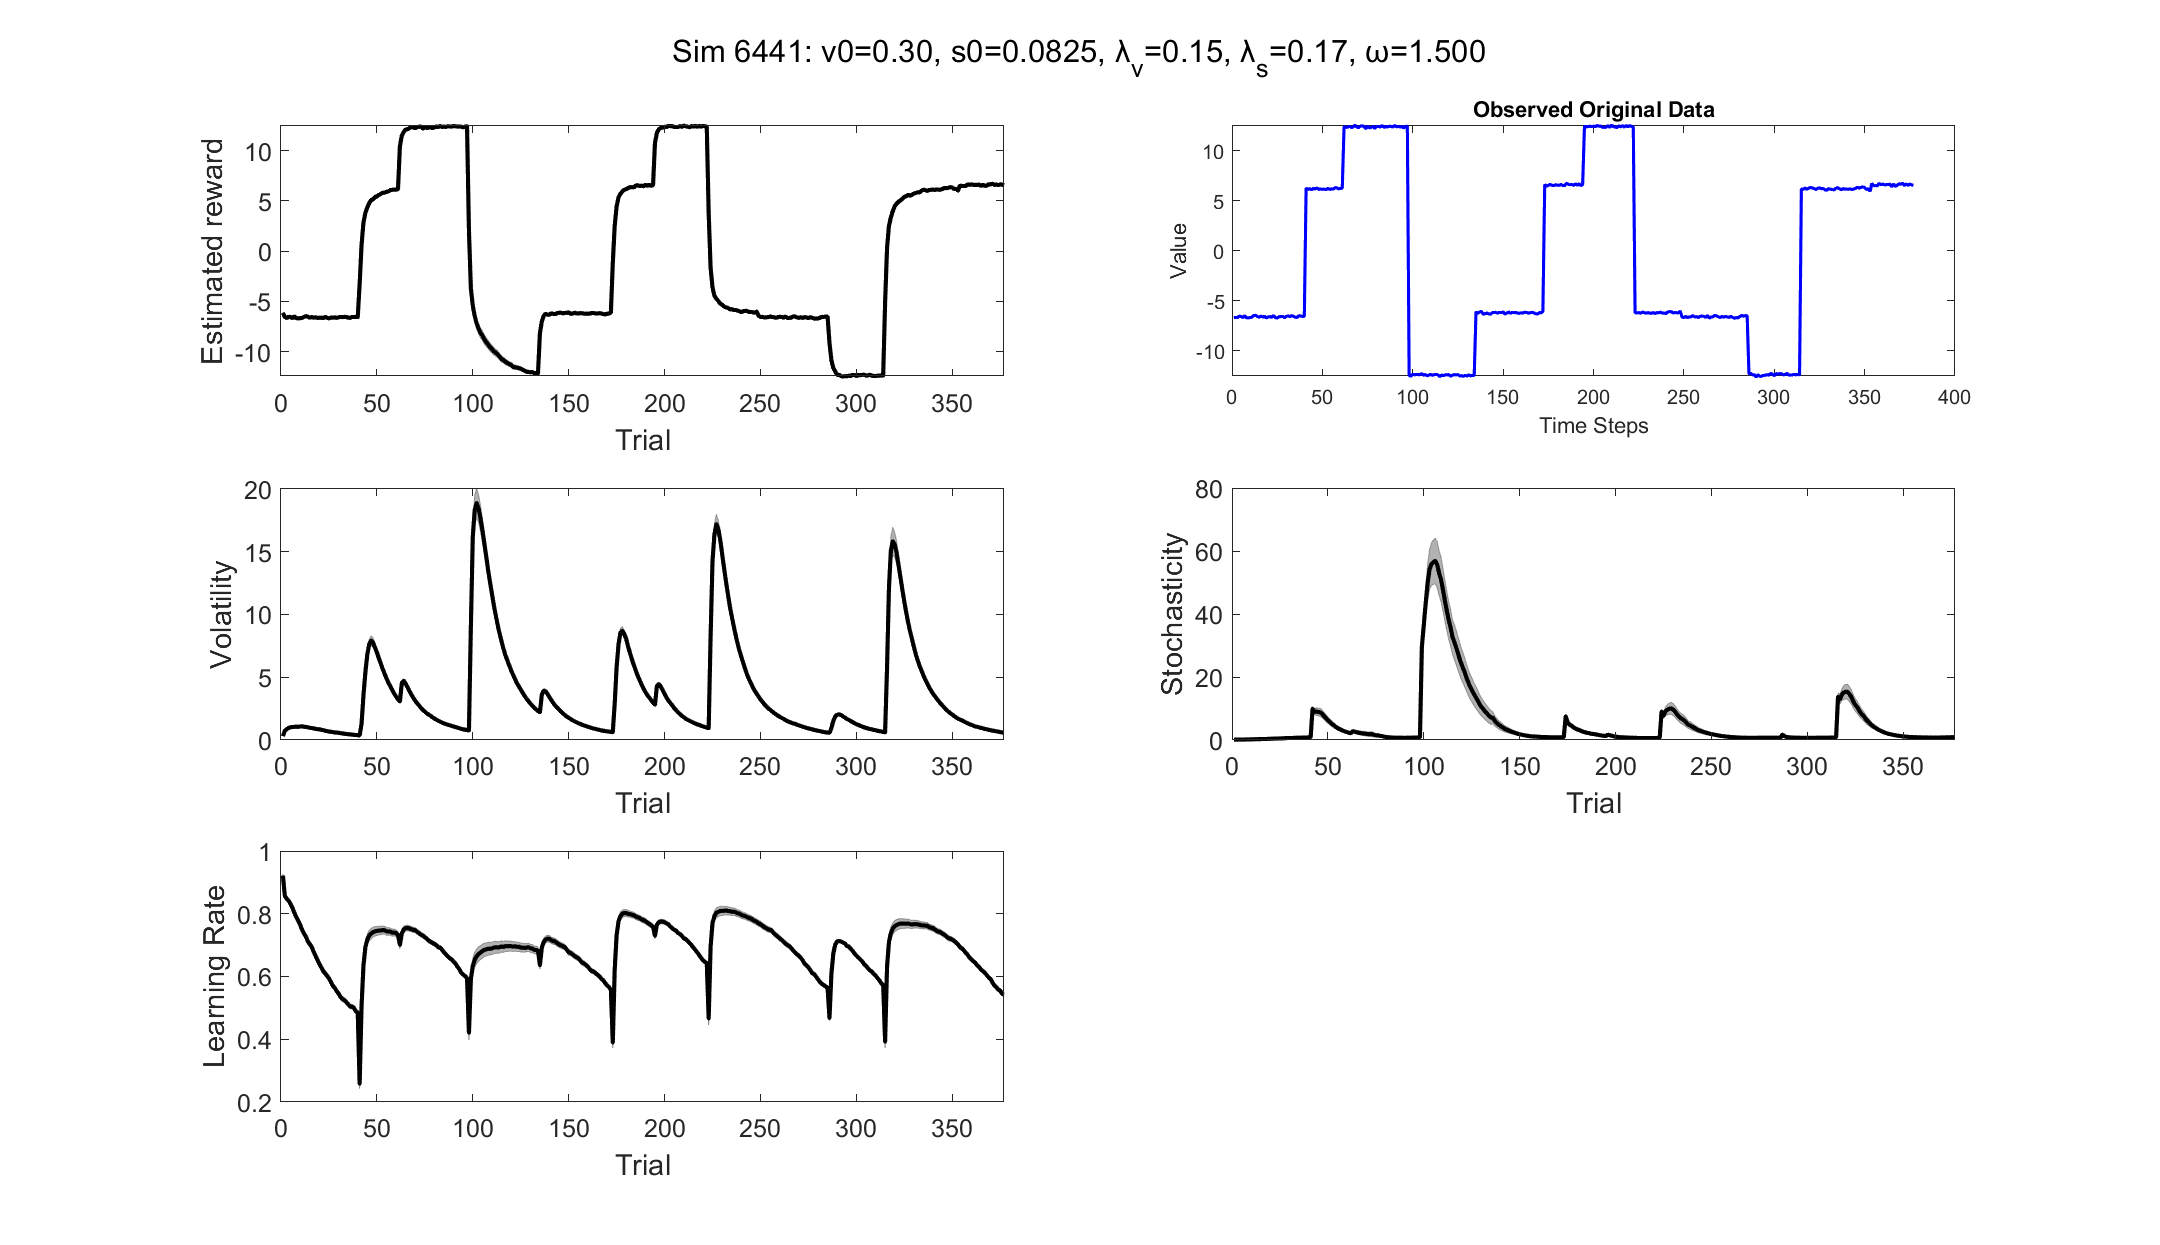 Sim 6441: v0=0.30, s0=0.0825, λ_v=0.15, λ_s=0.17, ω=1.500
Estimated reward
10
5
0
-5
-10
0 50 100 150 200 250 300 350
Trial
Observed Original Data
Value
10
5
0
-5
-10
0 50 100 150 200 250 300 350 400
Time Steps
Volatility
20
15
10
5
0
0 50 100 150 200 250 300 350
Trial
Stochasticity
80
60
40
20
0
0 50 100 150 200 250 300 350
Trial
Learning Rate
1
0.8
0.6
0.4
0.2
0 50 100 150 200 250 300 350
Trial